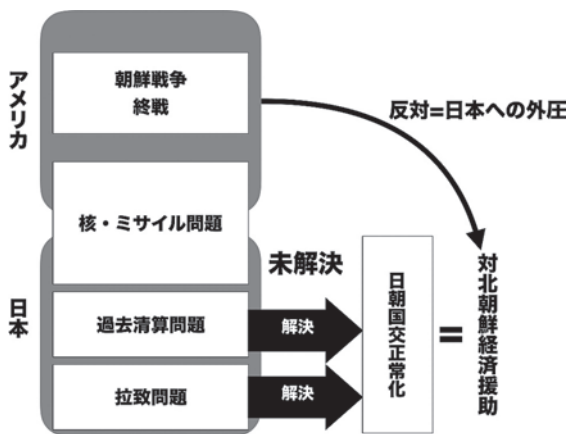 アメリカ
朝鮮戦争
終戦
反対=日本への外圧
核・ミサイル問題
日本
未解決
過去清算問題
解決
拉致問題
解決
日朝国交正常化
=
対北朝鮮経済援助